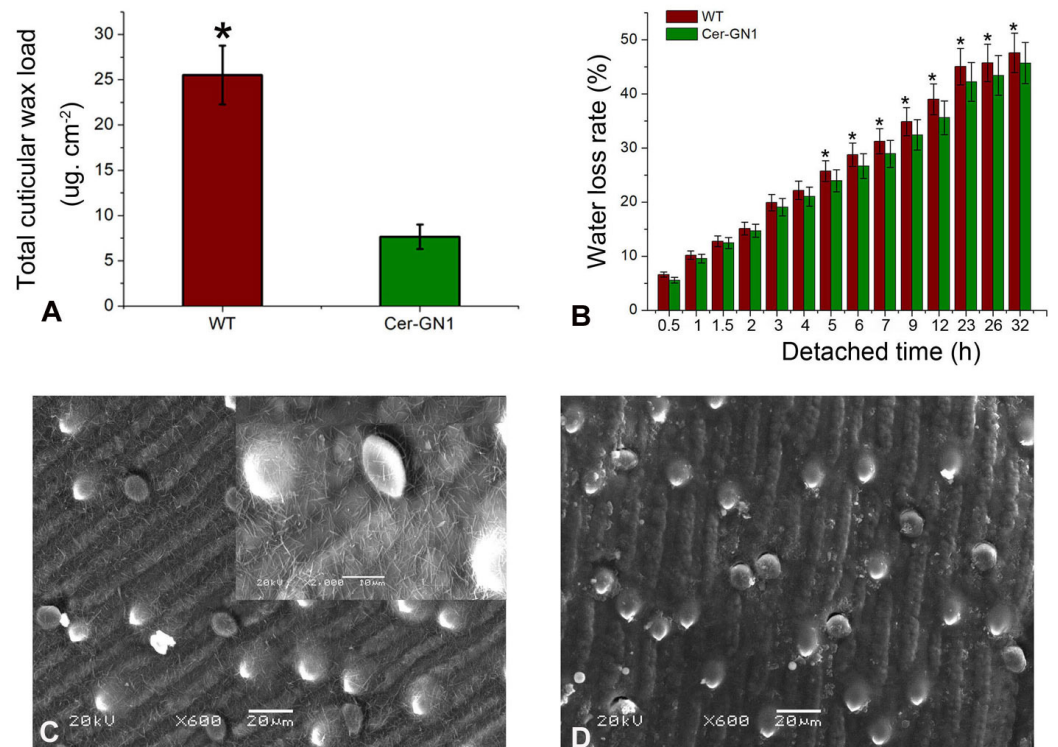 Total cuticular wax load
(ug. cm-2)
30
25
20
15
10
5
0
*
WT
Cer-GN1
A
WT
Cer-GN1
Water loss rate (%)
50
40
30
20
10
0
* * * * * * * *
0.5 1 1.5 2 3 4 5 6 7 9 12 23 26 32
Detached time (h)
B
20kV X2,000 10µm
20kV X600 20µm
C
20kV X600 20µm
D